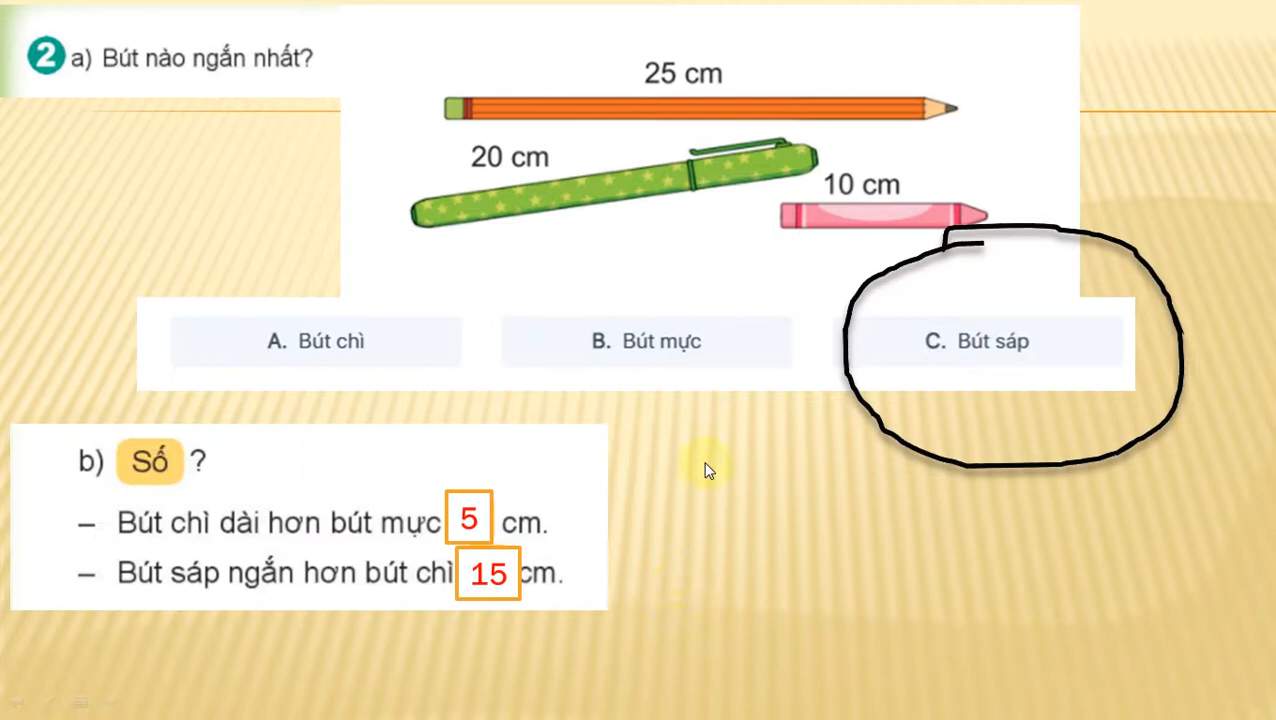 2 a) Bút nào ngắn nhất?
25 cm
20 cm
10 cm
A. Bút chì
B. Bút mực
C. Bút sáp
b) Số ?
– Bút chì dài hơn bút mực 5 cm.
– Bút sáp ngắn hơn bút chì 15 cm.